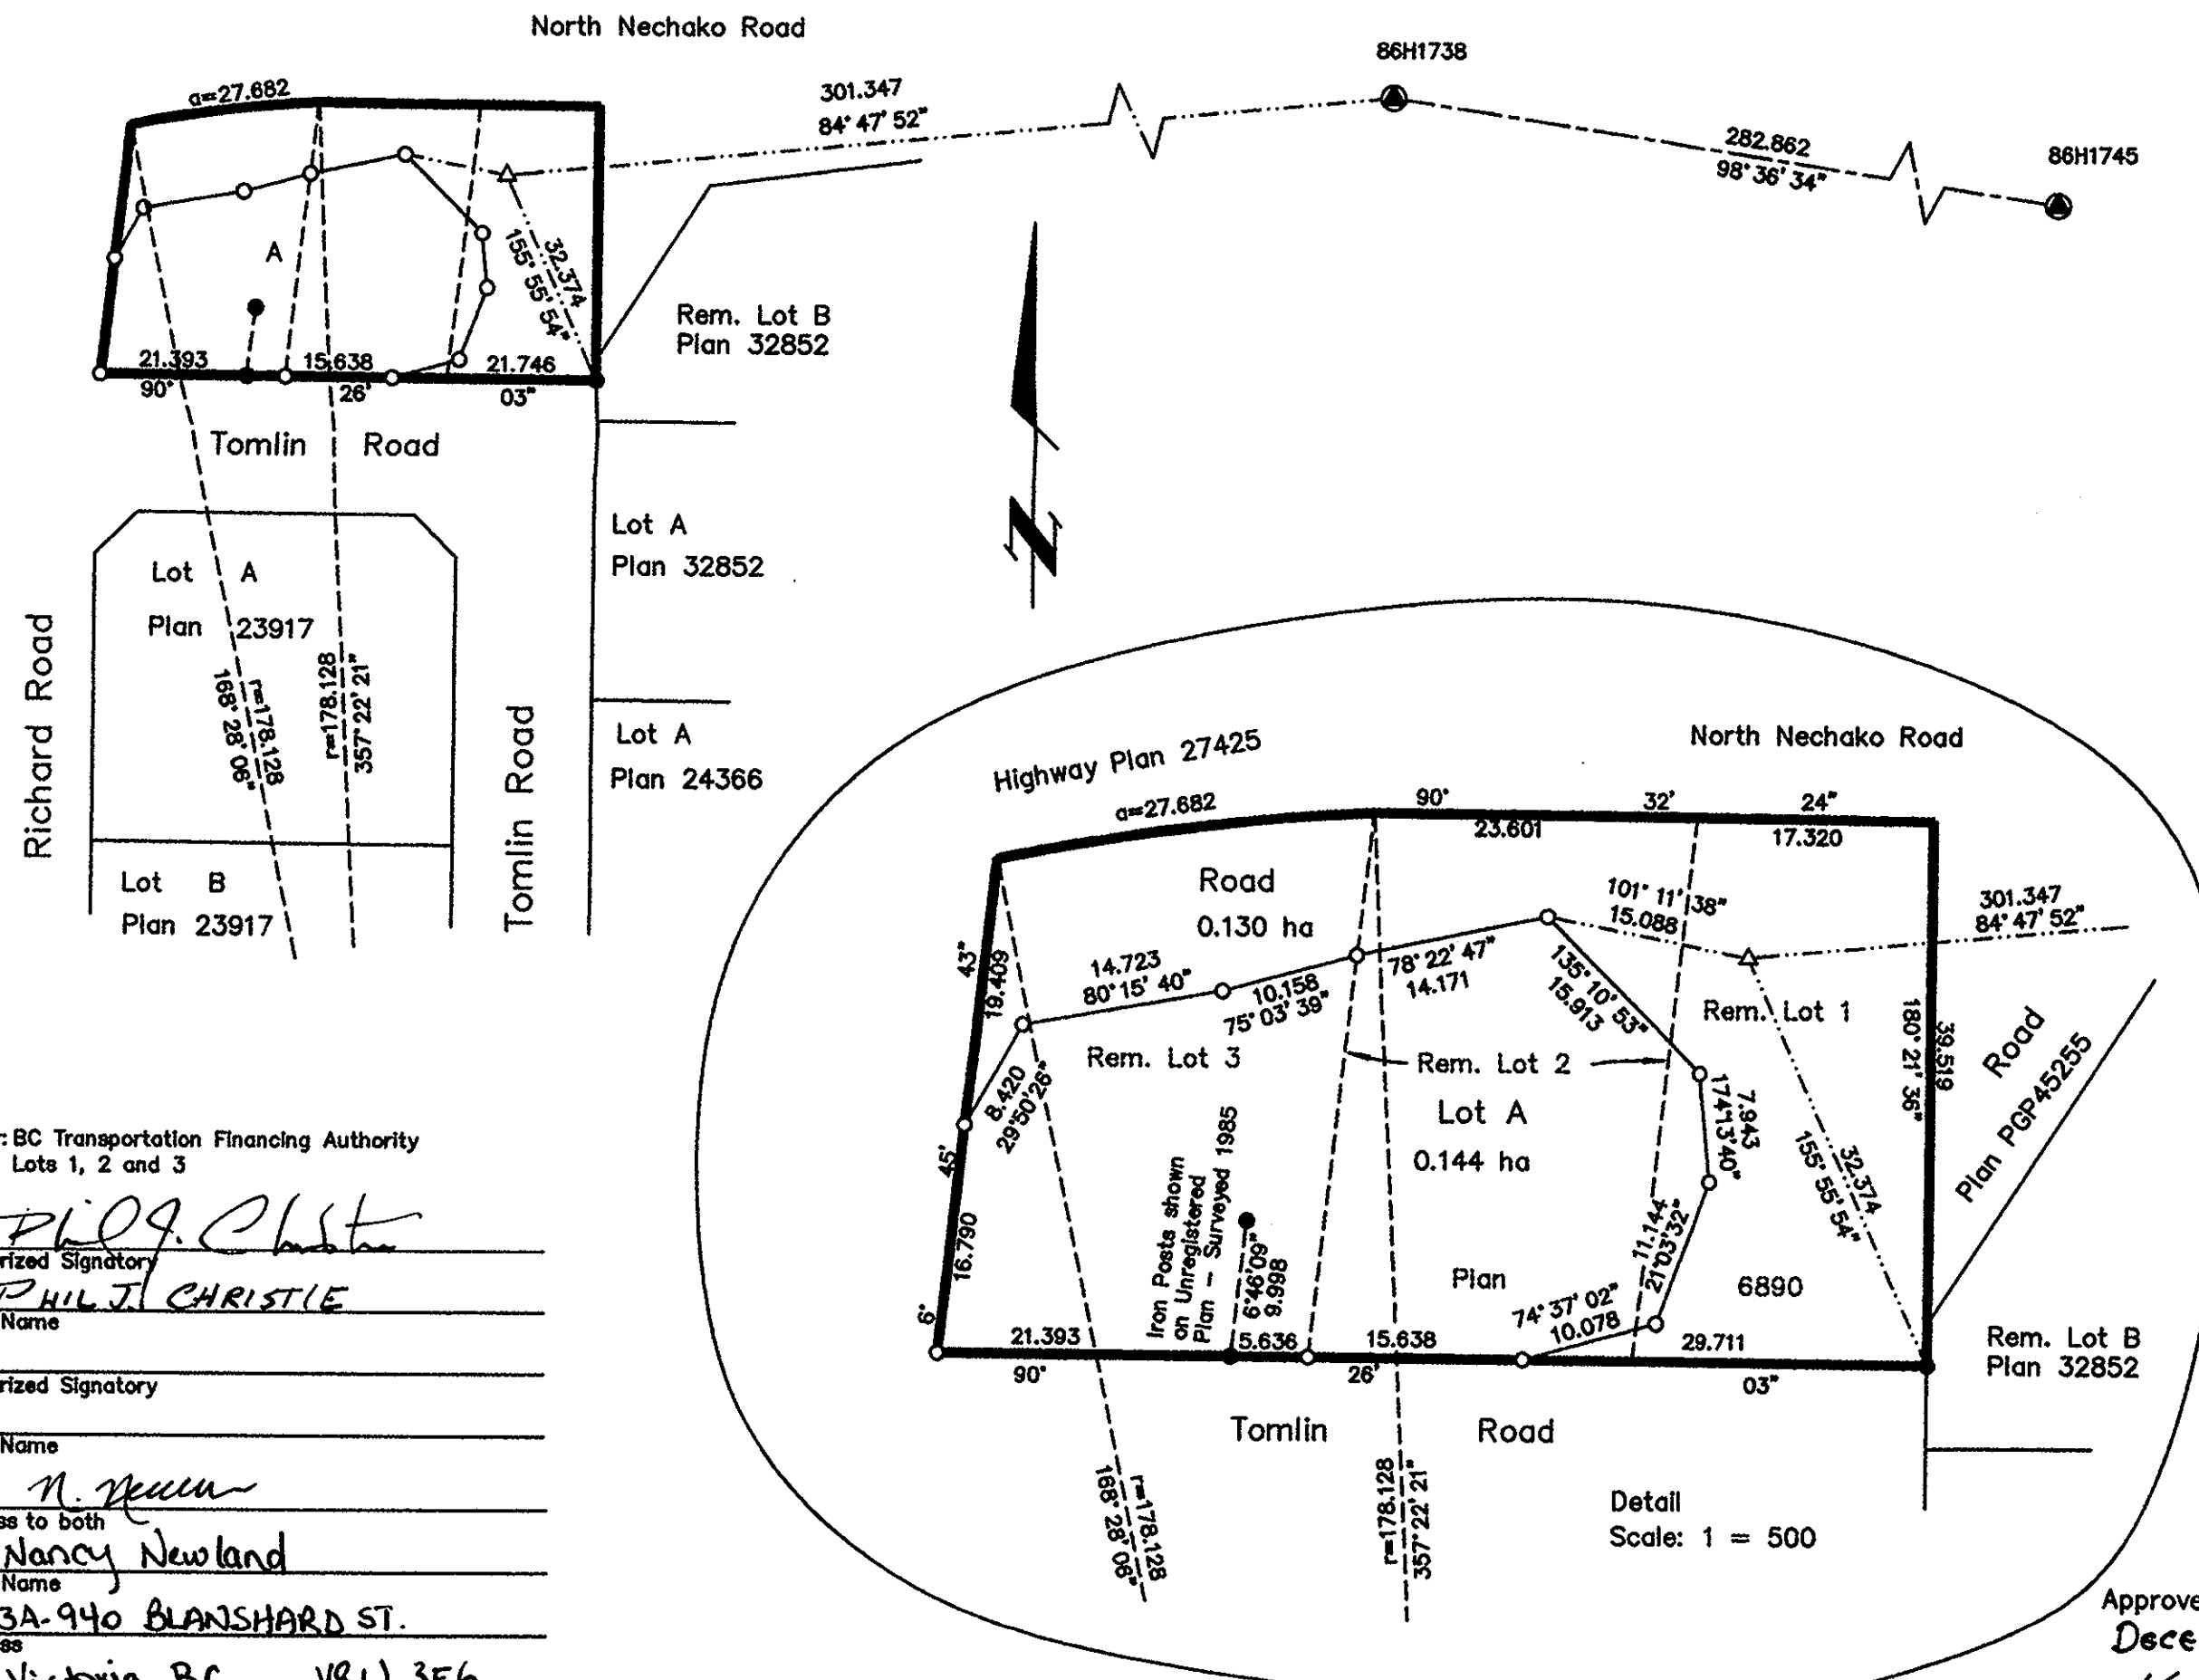 North Nechako Road
86H1738
a=27.682
301.347
84° 47' 52"
282.862
98° 36' 34"
86H1745
A
32.374
155° 55' 54"
Rem. Lot B
Plan 32852
21.393
15.638
21.746
90°
26'
03"
Tomlin Road
Lot A
Plan 32852
N
Lot A
Plan 23917
Richard Road
r=178.128
168° 28' 06"
r=178.128
357° 22' 21"
Tomlin Road
Lot A
Plan 24366
Lot B
Plan 23917
Highway Plan 27425
North Nechako Road
a=27.682
90°
32'
24"
23.601
17.320
Road
0.130 ha
101° 11' 38"
15.088
301.347
84° 47' 52"
43"
19.409
14.723
80° 15' 40"
10.158
75° 03' 39"
78° 22' 47"
14.171
135° 10' 53"
15.913
Rem. Lot 1
180° 21' 36"
39.519
Road
Plan PGP45255
Rem. Lot 3
Rem. Lot 2
8.420
29°50'26"
Lot A
0.144 ha
7.943
174°13'40"
32.374
155° 55' 54"
45'
Iron Posts shown
on Unregistered
Plan - Surveyed 1985
6°46'09"
9.998
11.144
21°03'32"
16.790
Plan
6890
74° 37' 02"
10.078
6°
21.393
5.636
15.638
29.711
90°
26'
03"
Rem. Lot B
Plan 32852
Tomlin Road
r=178.128
168° 28' 06"
r=178.128
357° 22' 21"
Detail
Scale: 1 = 500
r: BC Transportation Financing Authority
Lots 1, 2 and 3
Phil J. Christie
rized Signatory
PHIL J. CHRISTIE
Name
rized Signatory
Name
ss to both
Nancy Newland
Name
3A-940 BLANSHARD ST.
ss
Victoria BC
Approve
Dece